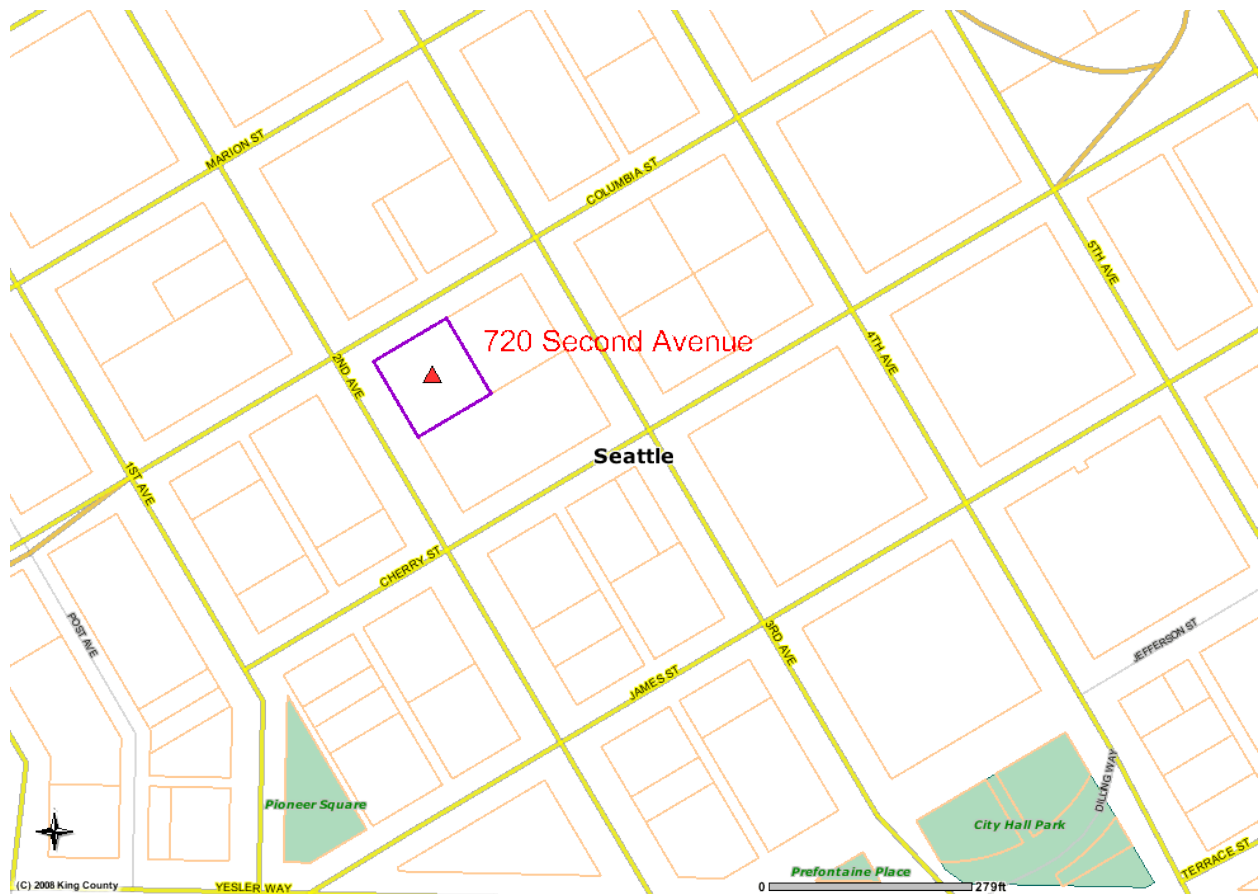 MARION ST
COLUMBIA ST
5TH AVE
720 Second Avenue
2ND AVE
4TH AVE
Seattle
1ST AVE
CHERRY ST
POST AVE
JEFFERSON ST
3RD AVE
JAMES ST
DILLING WAY
Pioneer Square
City Hall Park
TERRACE ST
Prefontaine Place
(C) 2008 King County
YESLER WAY
0 279ft